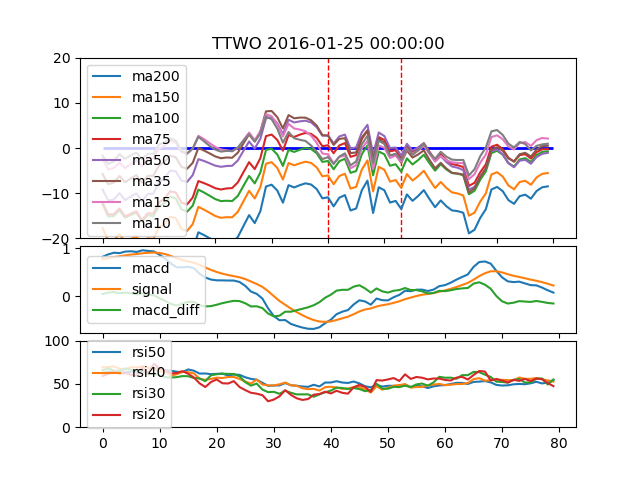 TTWO 2016-01-25 00:00:00
20
10
0
−10
−20
ma200
ma150
ma100
ma75
ma50
ma35
ma15
ma10
1
0
macd
signal
macd_diff
100
50
0
rsi50
rsi40
rsi30
rsi20
0 10 20 30 40 50 60 70 80